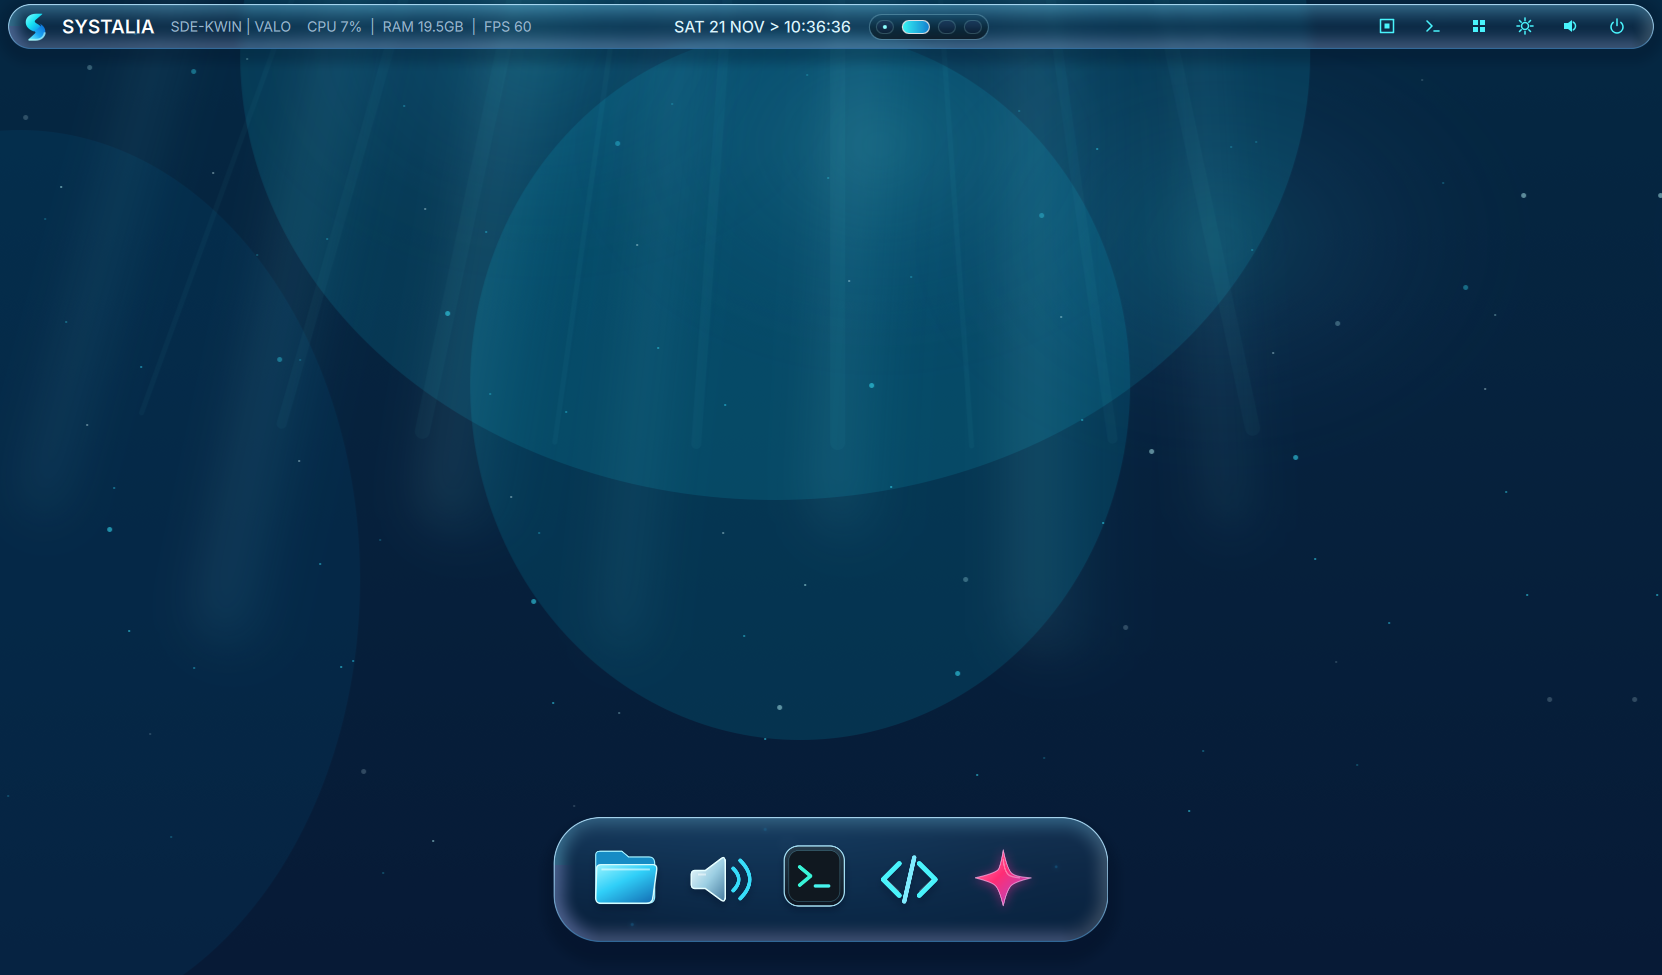 SYSTALIA SDE-KWIN | VALO CPU 7% | RAM 19.5GB | FPS 60 SAT 21 NOV > 10:36:36